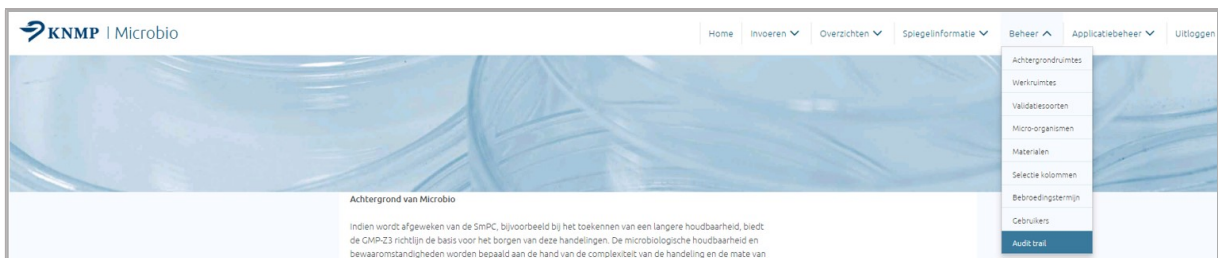 KNMP | Microbio
Home Invoeren Overzichten Spiegelinformatie Beheer Applicatiebeheer Uitloggen
Achtergrondruimtes
Werkruimtes
Validatiesoorten
Micro-organismen
Materialen
Selectie kolommen
Bebroedingstermijn
Gebruikers
Audit trail
Achtergrond van Microbio
Indien wordt afgeweken van de SmPC, bijvoorbeeld bij het toekennen van een langere houdbaarheid, biedt
de GMP-Z3 richtlijn de basis voor het borgen van deze handelingen. De microbiologische houdbaarheid en
bewaaromstandigheden worden bepaald aan de hand van de complexiteit van de handeling en de mate van